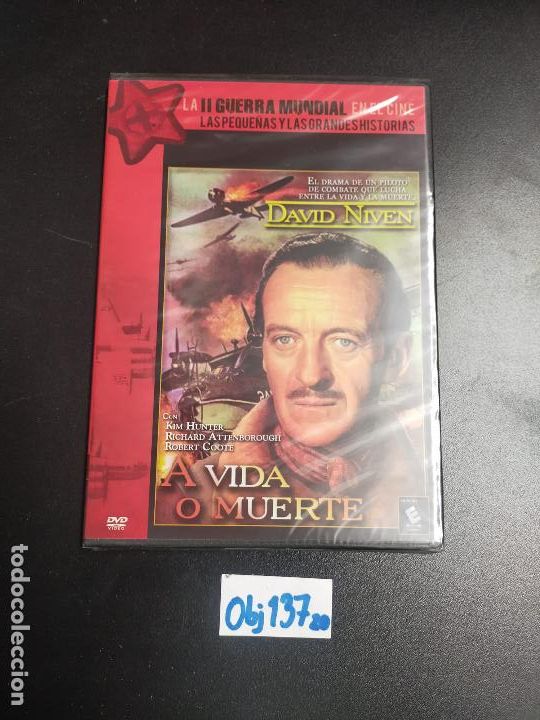 LA II GUERRA MUNDIAL EN EL CINE
LAS PEQUEÑAS Y LAS GRANDES HISTORIAS
EL DRAMA DE UN PILOTO
DE COMBATE QUE LUCHA
ENTRE LA VIDA Y LA MUERTE
DAVID NIVEN
CON
KIM HUNTER
RICHARD ATTENBOROUGH
ROBERT COOTE
A VIDA
O MUERTE
DVD
VIDEO
E
Obj 137 20
todocoleccion